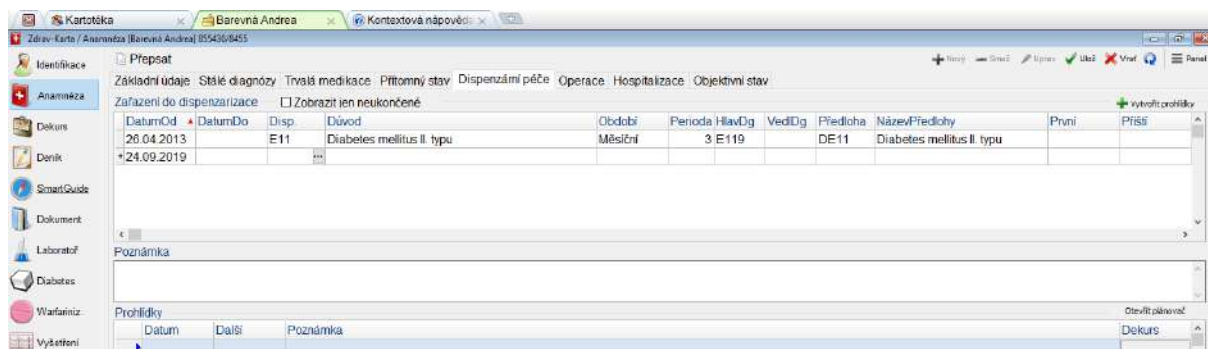 Kartotéka
Barevná Andrea
Kontextová nápověd
Zdrav-Karta / Anamnéza [Barevná Andrea] 855430/8455
Identifikace
Přepsat
Nový Smaž Uprav Ulož Vrať Panel
Základní údaje Stálé diagnózy Trvalá medikace Přítomný stav Dispenzární péče Operace Hospitalizace Objektivní stav
Anamnéza
Zařazení do dispenzarizace Zobrazit jen neukončené vytvořit prohlídky
DatumOd DatumDo Disp. Důvod Období Perioda HlavDg VedlDg Předloha NázevPředlohy První Příští
Dekurs
26.04.2013 E11 Diabetes mellitus II. typu Měsíční 3 E119 DE11 Diabetes mellitus II. typu
Deník
* 24.09.2019 ...
SmartGuide
Dokument
Laboratoř
Poznámka
Diabetes
Warfariniz.
Prohlídky Otevřít plánovač
Datum Další Poznámka Dekurs
Vyšetření